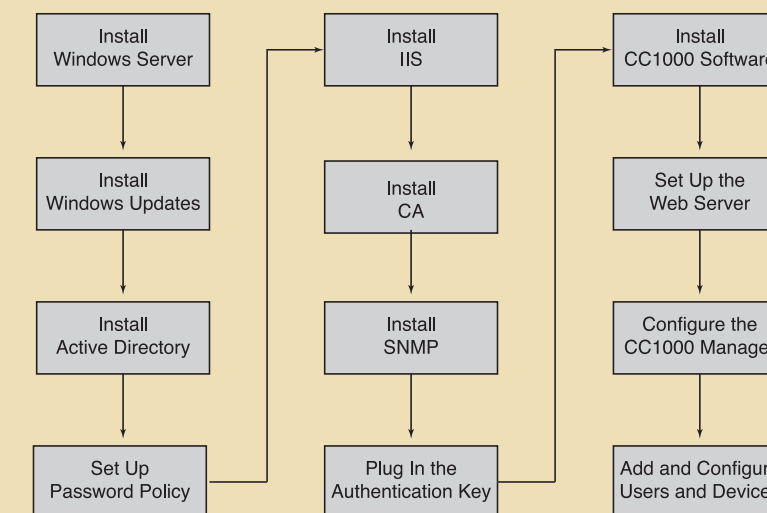 Install
Windows Server
Install
Windows Updates
Install
Active Directory
Set Up
Password Policy
Install
IIS
Install
CA
Install
SNMP
Plug In the
Authentication Key
Install
CC1000 Software
Set Up the
Web Server
Configure the
CC1000 Manage
Add and Configur
Users and Device